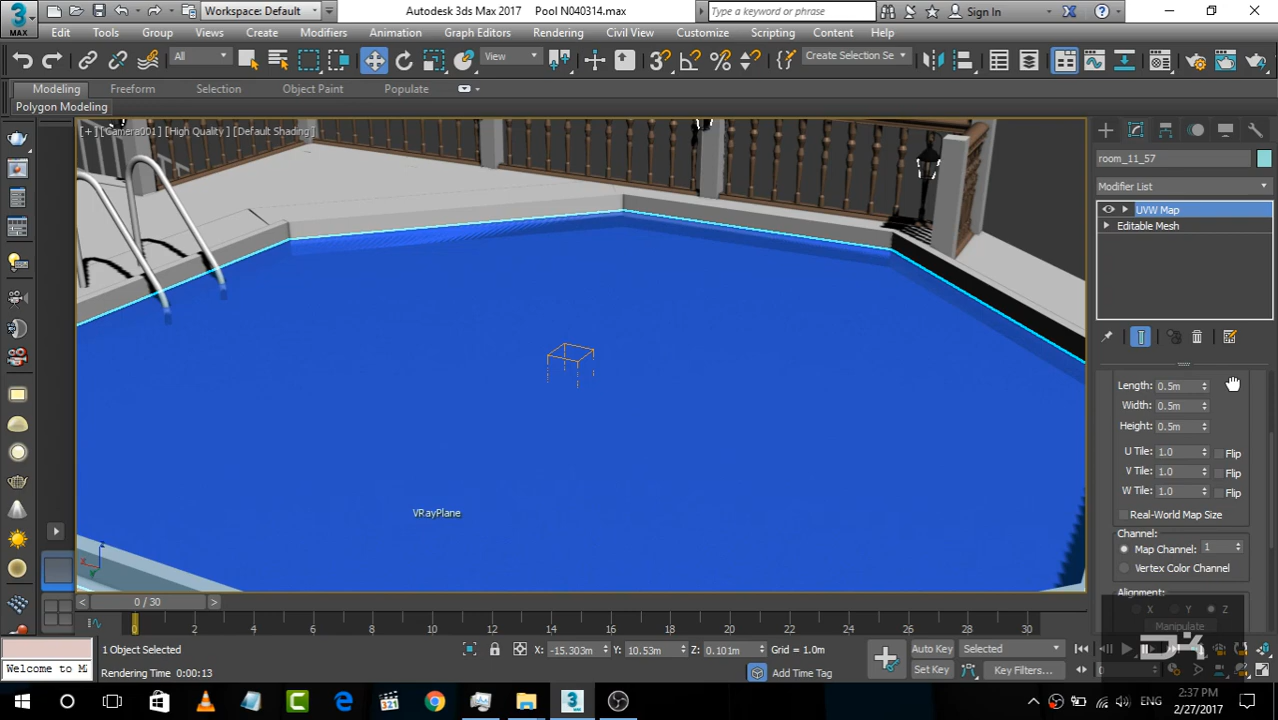 3
MAX
Workspace: Default
Autodesk 3ds Max 2017
Pool N040314.max
Type a keyword or phrase
Sign In
Edit
Tools
Group
Views
Create
Modifiers
Animation
Graph Editors
Rendering
Civil View
Customize
Scripting
Content
Help
All
View
Create Selection Se
Modeling
Freeform
Selection
Object Paint
Populate
Polygon Modeling
[+] [Camera001] [High Quality] [Default Shading]
room_11_57
Modifier List
UVW Map
Editable Mesh
Length: 0.5m
Width: 0.5m
Height: 0.5m
U Tile: 1.0 Flip
V Tile: 1.0 Flip
W Tile: 1.0 Flip
Real-World Map Size
Channel:
Map Channel: 1
Vertex Color Channel
Alignment:
X Y Z
Manipulate
VRayPlane
0 / 30
0 2 4 6 8 10 12 14 16 18 20 22 24 26 28 30
1 Object Selected
X: -15.303m Y: 10.53m Z: 0.101m Grid = 1.0m
Auto Key
Selected
Welcome to M
Rendering Time 0:00:13
Add Time Tag
Set Key
Key Filters...
0
DK
321
ENG
2:37 PM
2/27/2017